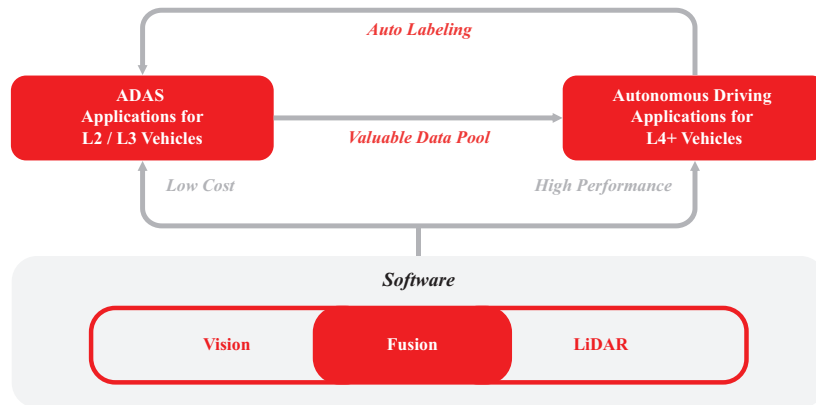 Auto Labeling
ADAS
Applications for
L2 / L3 Vehicles
Valuable Data Pool
Autonomous Driving
Applications for
L4+ Vehicles
Low Cost
High Performance
Software
Vision
Fusion
LiDAR